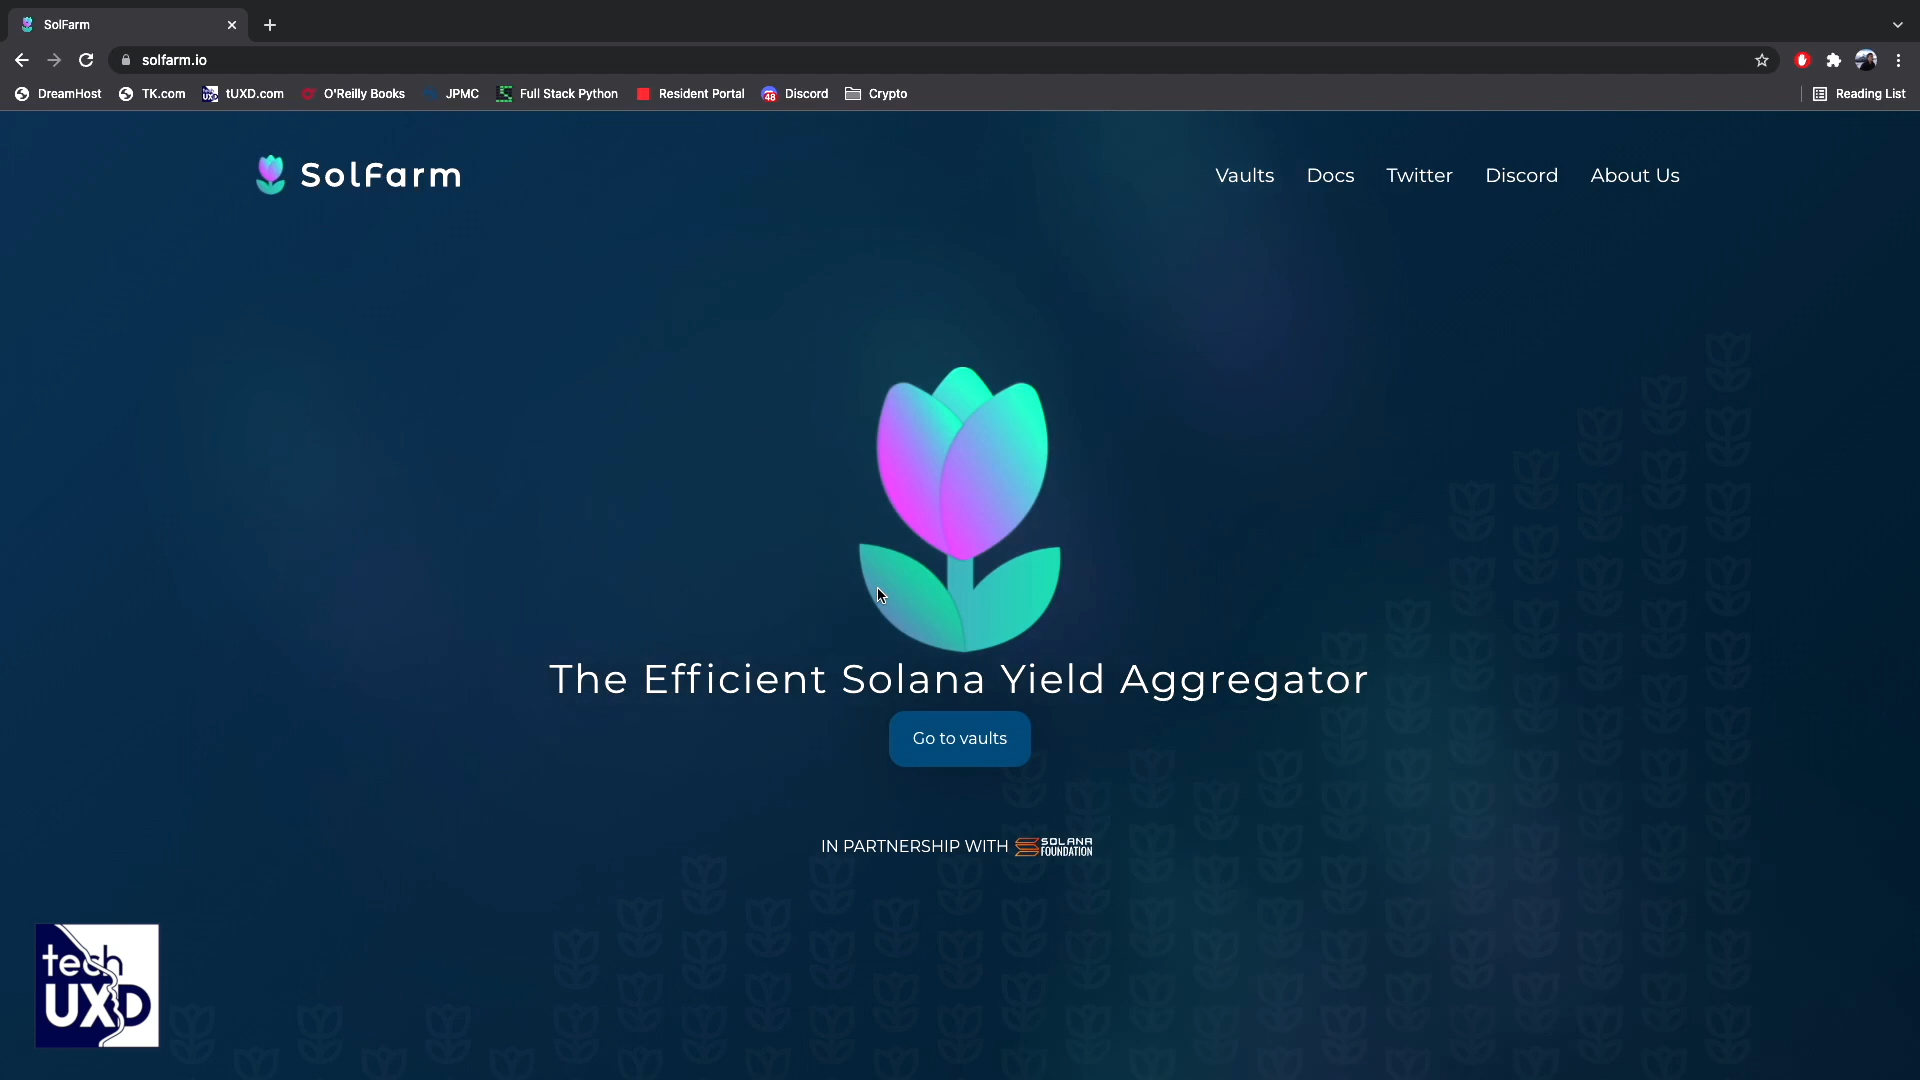 SolFarm
solfarm.io
DreamHost TK.com tUXD.com O'Reilly Books JPMC Full Stack Python Resident Portal 48 Discord Crypto Reading List
SolFarm Vaults Docs Twitter Discord About Us
The Efficient Solana Yield Aggregator
Go to vaults
IN PARTNERSHIP WITH SOLANA
FOUNDATION
tech
UXD